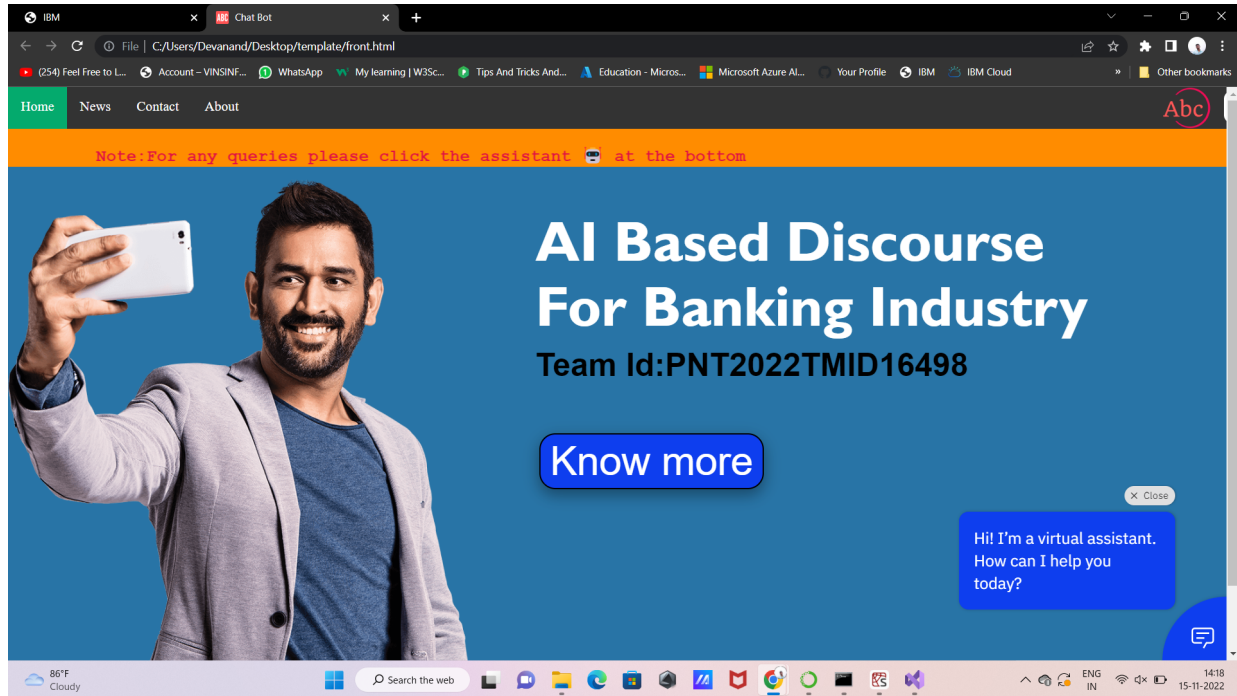 IBM
ABC Chat Bot
File | C:/Users/Devanand/Desktop/template/front.html
(254) Feel Free to L...
Account – VINSINF...
WhatsApp
My learning | W3Sc...
Tips And Tricks And...
Education - Micros...
Microsoft Azure AI...
Your Profile
IBM
IBM Cloud
»
Other bookmarks
Home News Contact About
Abc
Note:For any queries please click the assistant 🤖 at the bottom
AI Based Discourse
For Banking Industry
Team Id:PNT2022TMID16498
Know more
× Close
Hi! I'm a virtual assistant.
How can I help you
today?
86°F
Cloudy
Search the web
ENG
IN
14:18
15-11-2022